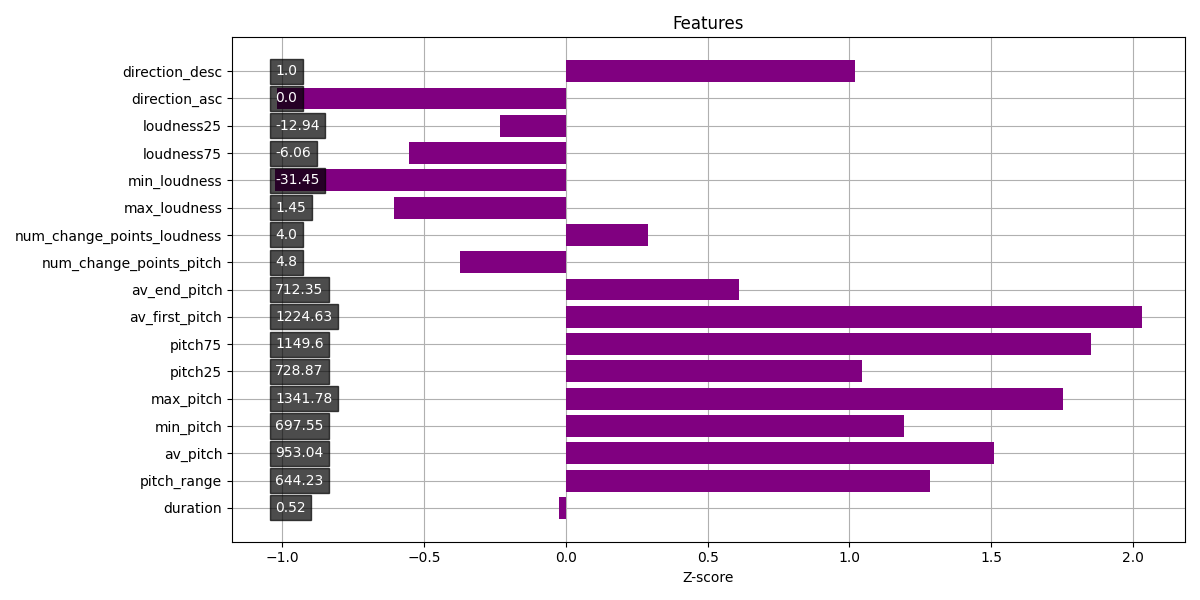 Features
direction_desc 1.0
direction_asc 0.0
loudness25 -12.94
loudness75 -6.06
min_loudness -31.45
max_loudness 1.45
num_change_points_loudness 4.0
num_change_points_pitch 4.8
av_end_pitch 712.35
av_first_pitch 1224.63
pitch75 1149.6
pitch25 728.87
max_pitch 1341.78
min_pitch 697.55
av_pitch 953.04
pitch_range 644.23
duration 0.52
−1.0 −0.5 0.0 0.5 1.0 1.5 2.0
Z-score